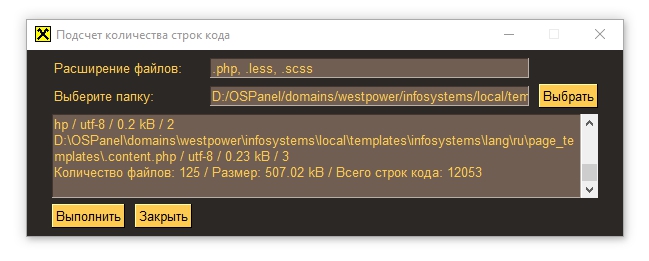 Подсчет количества строк кода
Расширение файлов: .php, .less, .scss
Выберите папку: D:/OSPanel/domains/westpower/infosystems/local/tem Выбрать
hp / utf-8 / 0.2 kB / 2
D:\OSPanel\domains\westpower\infosystems\local\templates\infosystems\lang\ru\page_te
mplates\.content.php / utf-8 / 0.23 kB / 3
Количество файлов: 125 / Размер: 507.02 kB / Всего строк кода: 12053
Выполнить Закрыть